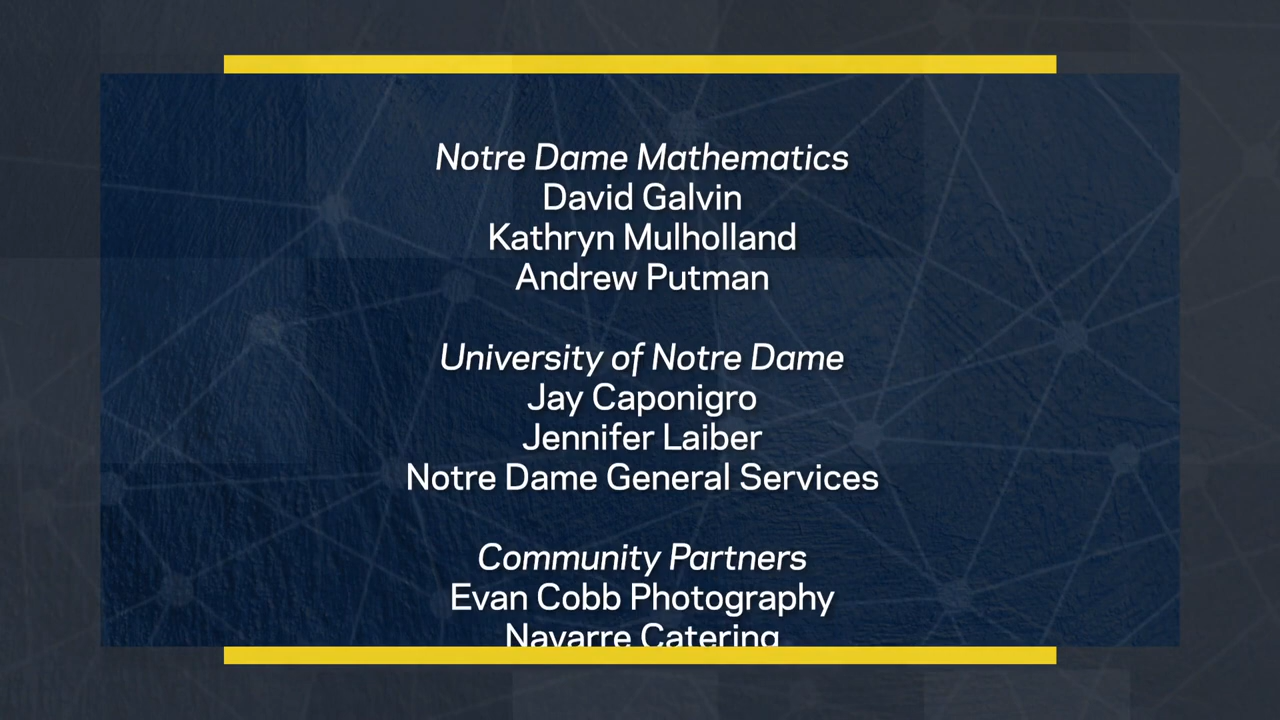 Notre Dame Mathematics
David Galvin
Kathryn Mulholland
Andrew Putman
University of Notre Dame
Jay Caponigro
Jennifer Laiber
Notre Dame General Services
Community Partners
Evan Cobb Photography
Navarre Catering